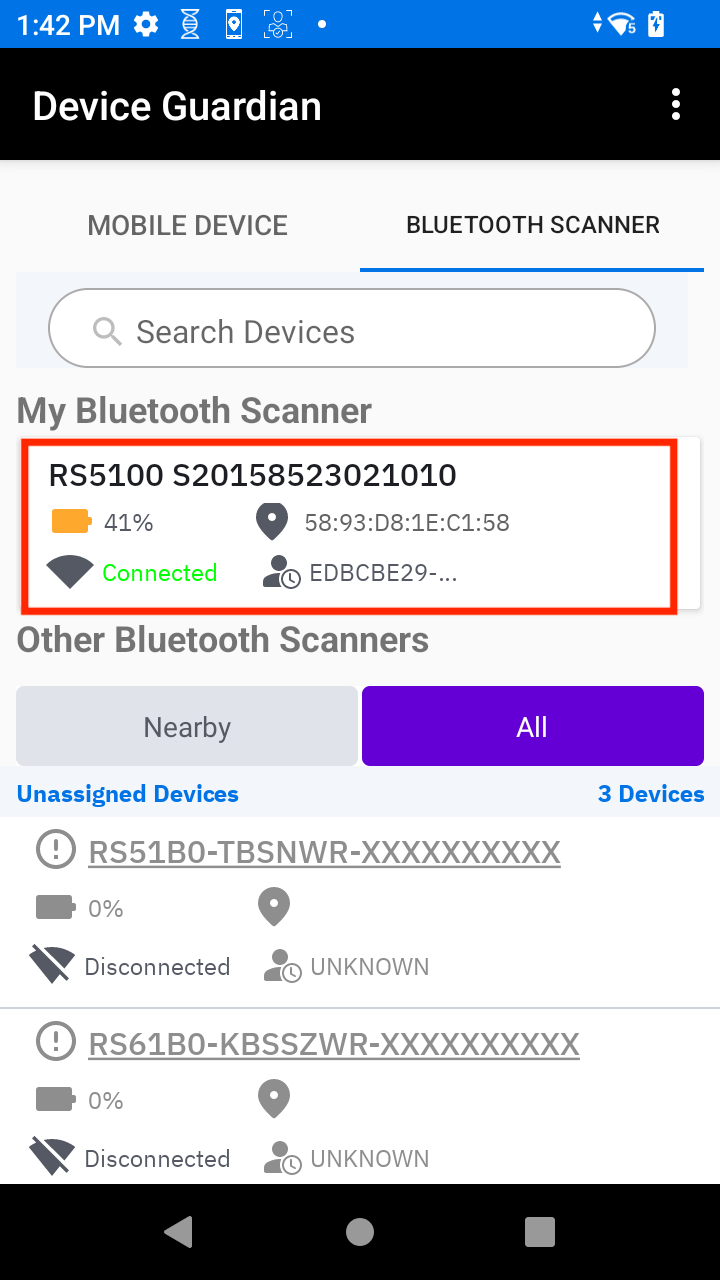 1:42 PM 5
Device Guardian
MOBILE DEVICE BLUETOOTH SCANNER
Search Devices
My Bluetooth Scanner
RS5100 S20158523021010
41% 58:93:D8:1E:C1:58
Connected EDBCBE29-...
Other Bluetooth Scanners
Nearby All
Unassigned Devices 3 Devices
RS51B0-TBSNWR-XXXXXXXXXX
0%
Disconnected UNKNOWN
RS61B0-KBSSZWR-XXXXXXXXXX
0%
Disconnected UNKNOWN